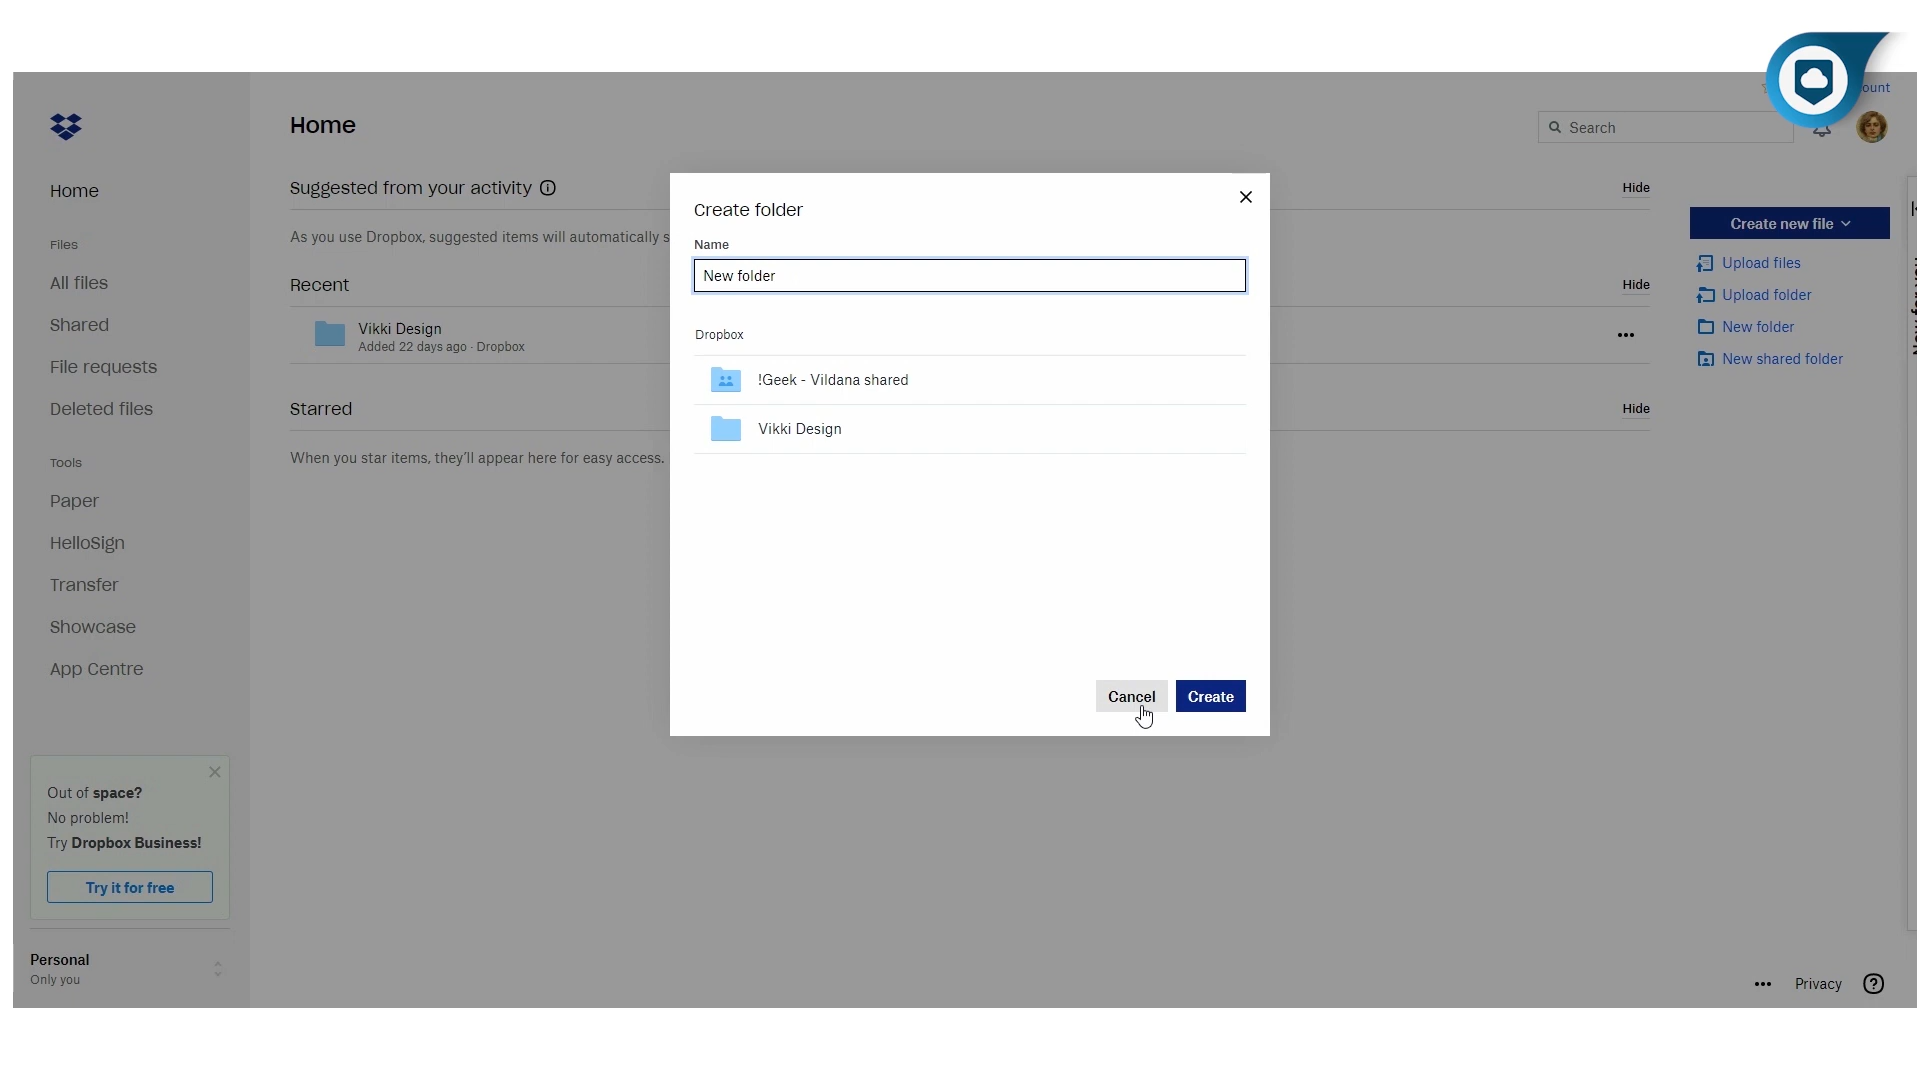 ount
Home
Search
Home
Suggested from your activity
Hide
Create folder
Name
New folder
Create new file
Files
As you use Dropbox, suggested items will automatically s
Upload files
All files
Recent
Hide
Upload folder
Shared
Vikki Design
Added 22 days ago · Dropbox
Dropbox
New folder
File requests
New shared folder
!Geek - Vildana shared
Deleted files
Starred
Hide
Vikki Design
When you star items, they’ll appear here for easy access.
Tools
Paper
HelloSign
Transfer
Showcase
App Centre
Cancel
Create
Out of space?
No problem!
Try Dropbox Business!
Try it for free
Personal
Only you
Privacy